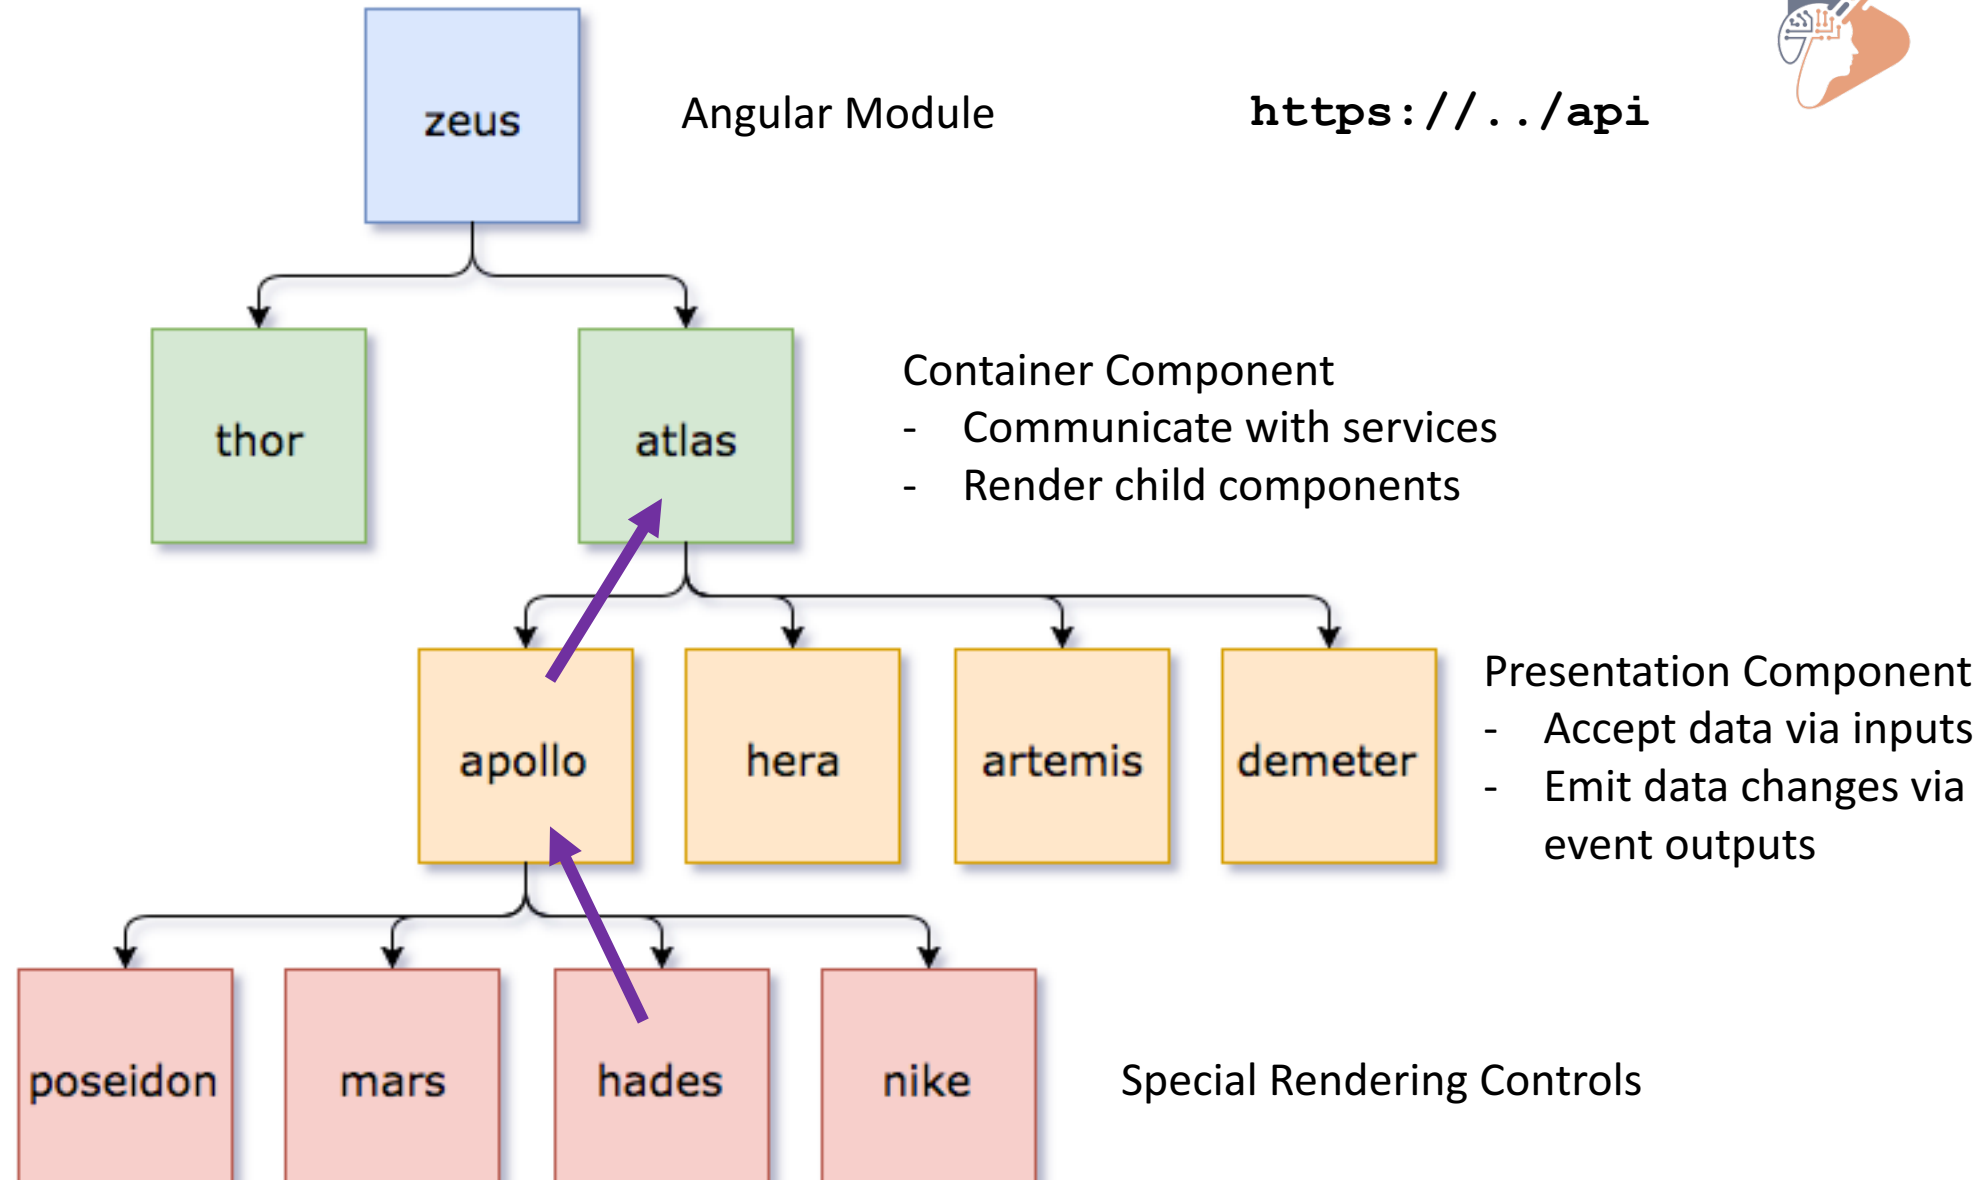 zeus
Angular Module
https://../api
thor
atlas
Container Component
- Communicate with services
- Render child components
apollo
hera
artemis
demeter
Presentation Component
- Accept data via inputs
- Emit data changes via
event outputs
poseidon
mars
hades
nike
Special Rendering Controls